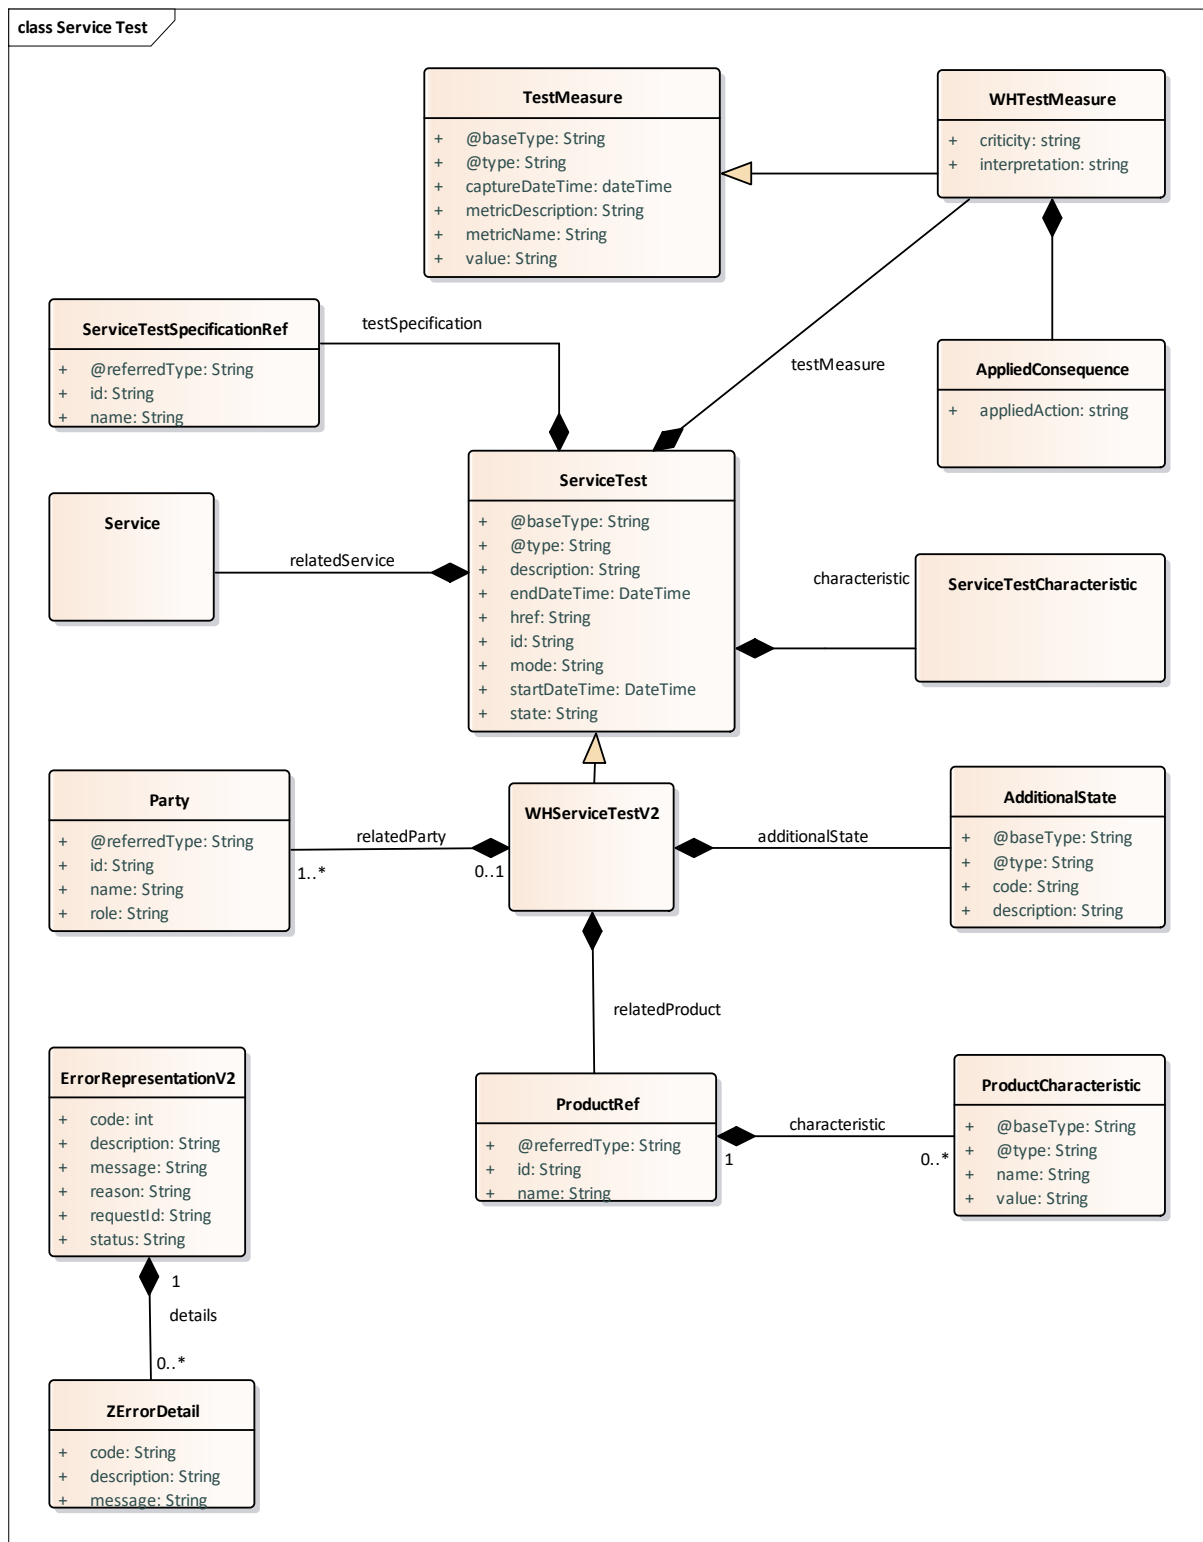 class Service Test
TestMeasure
+ @baseType: String
+ @type: String
+ captureDateTime: dateTime
+ metricDescription: String
+ metricName: String
+ value: String
WHTestMeasure
+ criticity: string
+ interpretation: string
ServiceTestSpecificationRef
+ @referredType: String
+ id: String
+ name: String
testSpecification
testMeasure
AppliedConsequence
+ appliedAction: string
Service
relatedService
ServiceTest
+ @baseType: String
+ @type: String
+ description: String
+ endDateTime: DateTime
+ href: String
+ id: String
+ mode: String
+ startDateTime: DateTime
+ state: String
characteristic
ServiceTestCharacteristic
Party
+ @referredType: String
+ id: String
+ name: String
+ role: String
relatedParty
1..*
0..1
WHServiceTestV2
additionalState
AdditionalState
+ @baseType: String
+ @type: String
+ code: String
+ description: String
relatedProduct
ErrorRepresentationV2
+ code: int
+ description: String
+ message: String
+ reason: String
+ requestId: String
+ status: String
ProductRef
+ @referredType: String
+ id: String
+ name: String
characteristic
1
0..*
ProductCharacteristic
+ @baseType: String
+ @type: String
+ name: String
+ value: String
1
details
0..*
ZErrorDetail
+ code: String
+ description: String
+ message: String